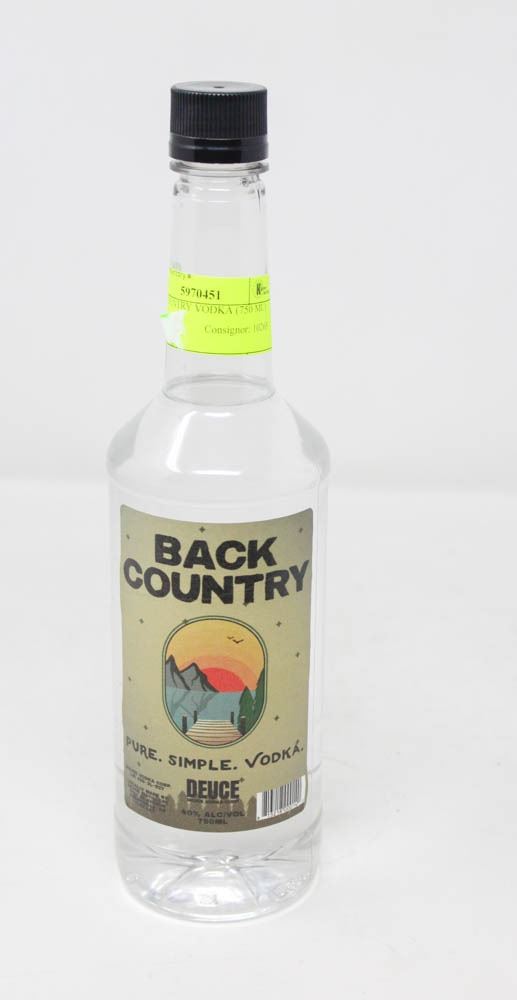 5970451
VODKA (750 ML)
Consignor:
BACK
COUNTRY
PURE. SIMPLE. VODKA.
DEUCE
40% ALC/VOL
750ML